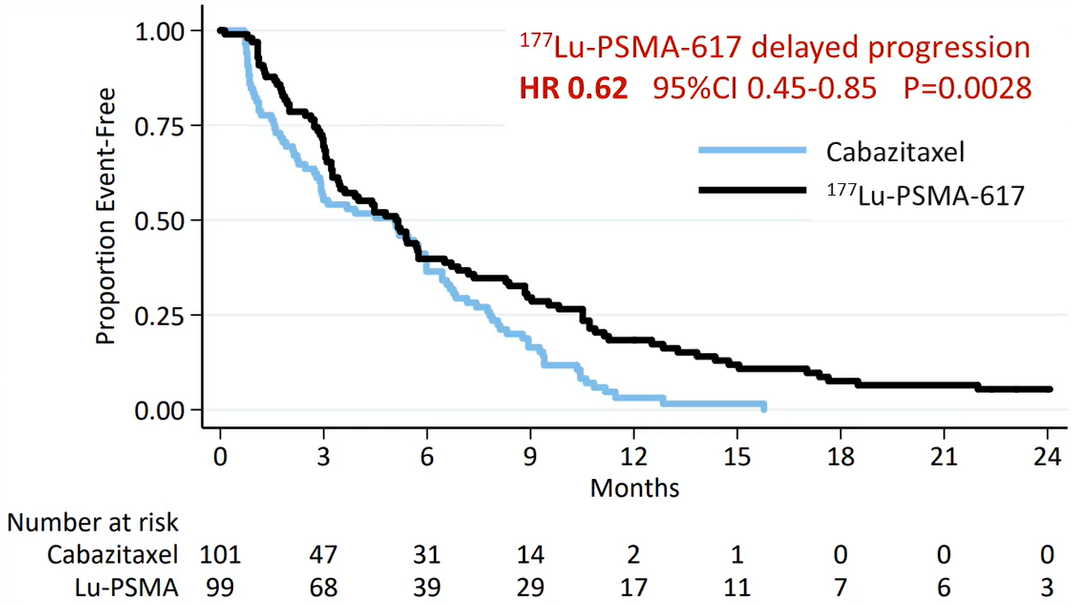 ¹⁷⁷Lu-PSMA-617 delayed progression
HR 0.62 95%CI 0.45-0.85 P=0.0028
Cabazitaxel
¹⁷⁷Lu-PSMA-617
Proportion Event-Free
1.00
0.75
0.50
0.25
0.00
0 3 6 9 12 15 18 21 24
Months
Number at risk
Cabazitaxel 101 47 31 14 2 1 0 0 0
Lu-PSMA 99 68 39 29 17 11 7 6 3